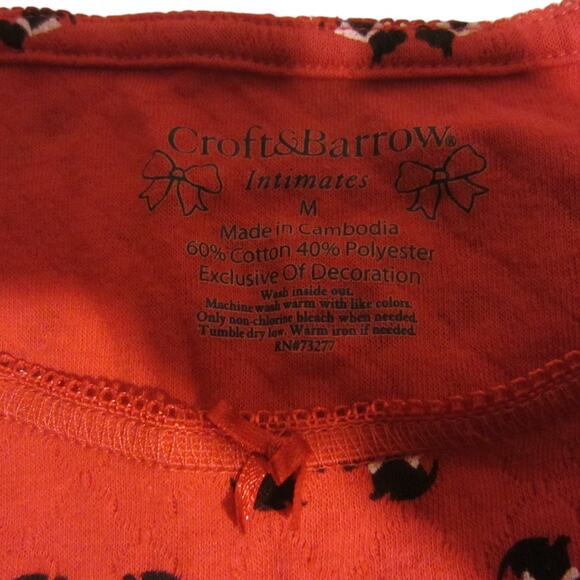 Croft&Barrow®
Intimates
M
Made in Cambodia
60% Cotton 40% Polyester
Exclusive Of Decoration
Wash inside out.
Machine wash warm with like colors.
Only non-chlorine bleach when needed.
Tumble dry low. Warm iron if needed.
RN#73277